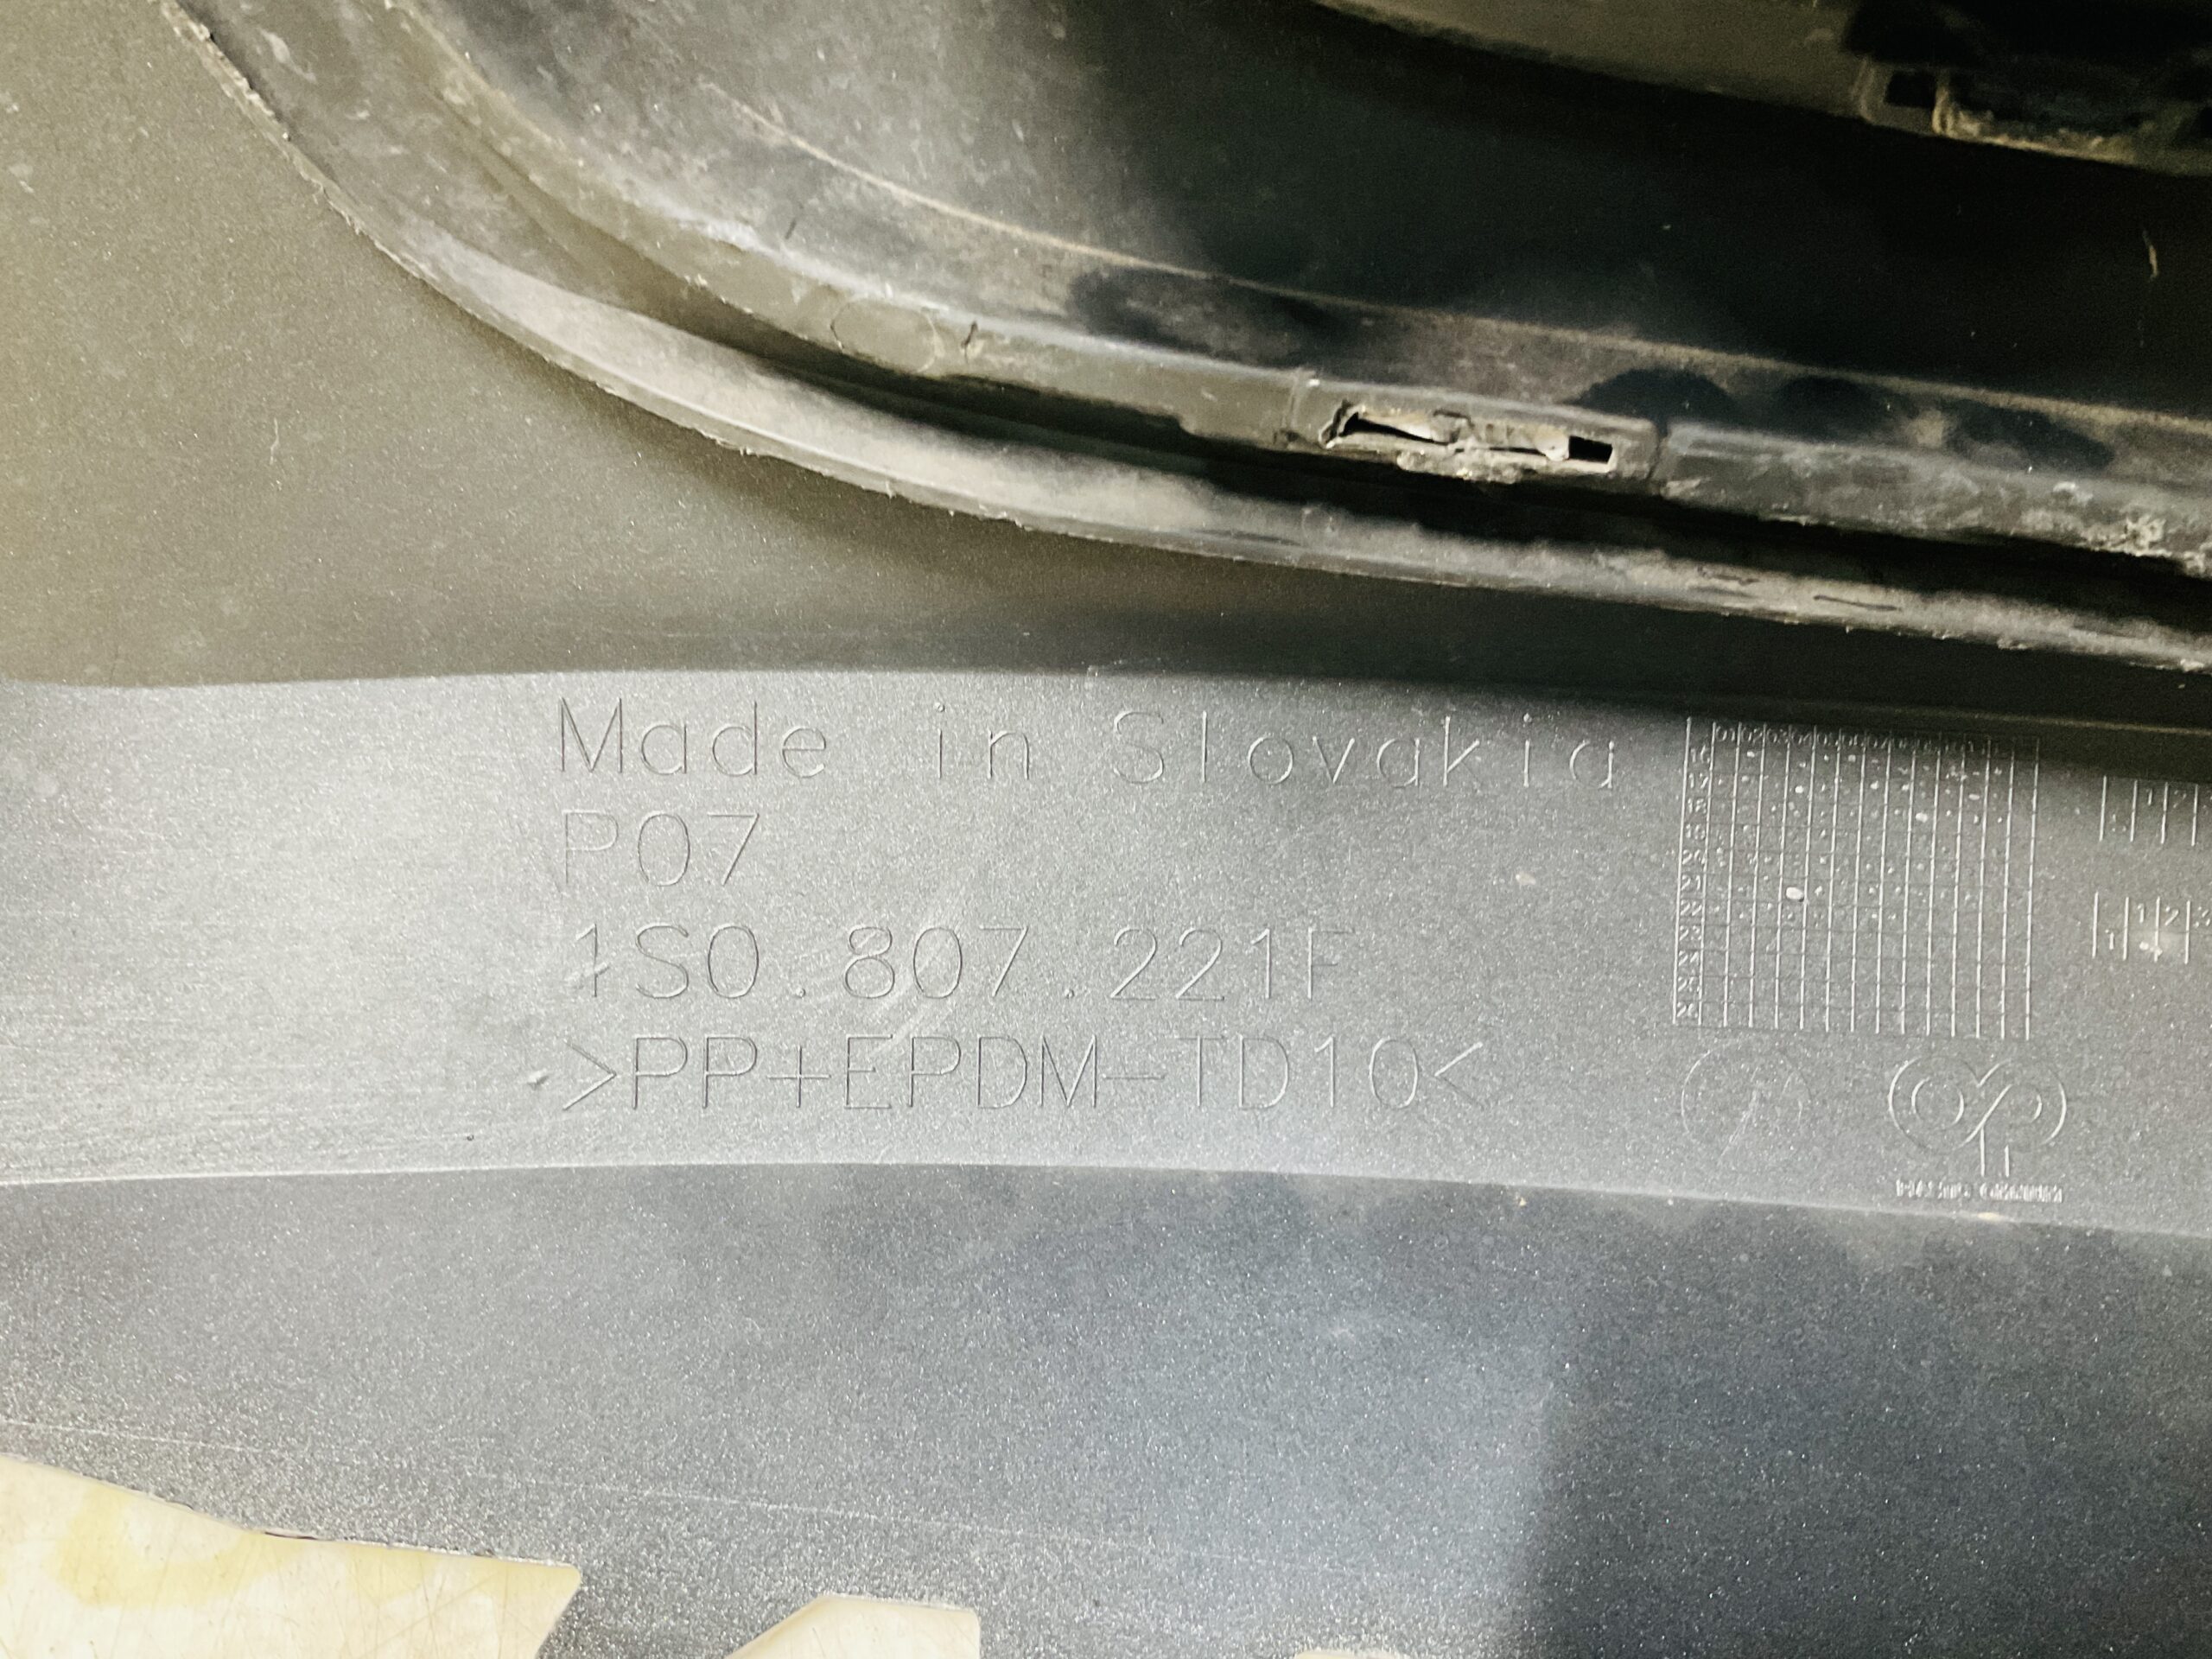 Made in Slovakia
P07
1S0.807.221F
>PP+EPDM-TD10<